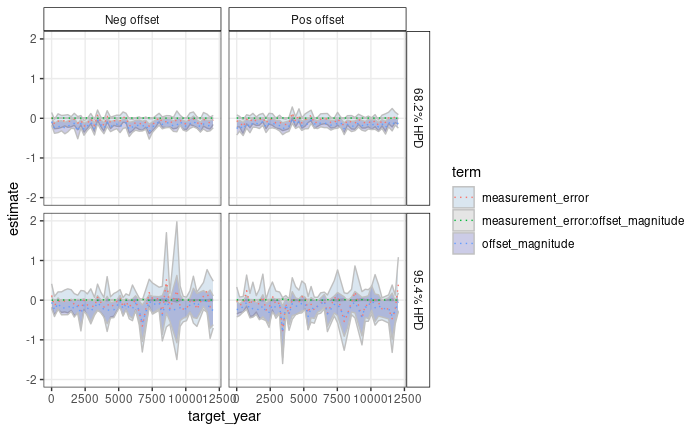 Neg offset
Pos offset
2
1
0
-1
-2
68.2% HPD
2
1
0
-1
-2
95.4% HPD
0 2500 5000 7500 10000 12500
0 2500 5000 7500 10000 12500
target_year
estimate
term
measurement_error
measurement_error:offset_magnitude
offset_magnitude